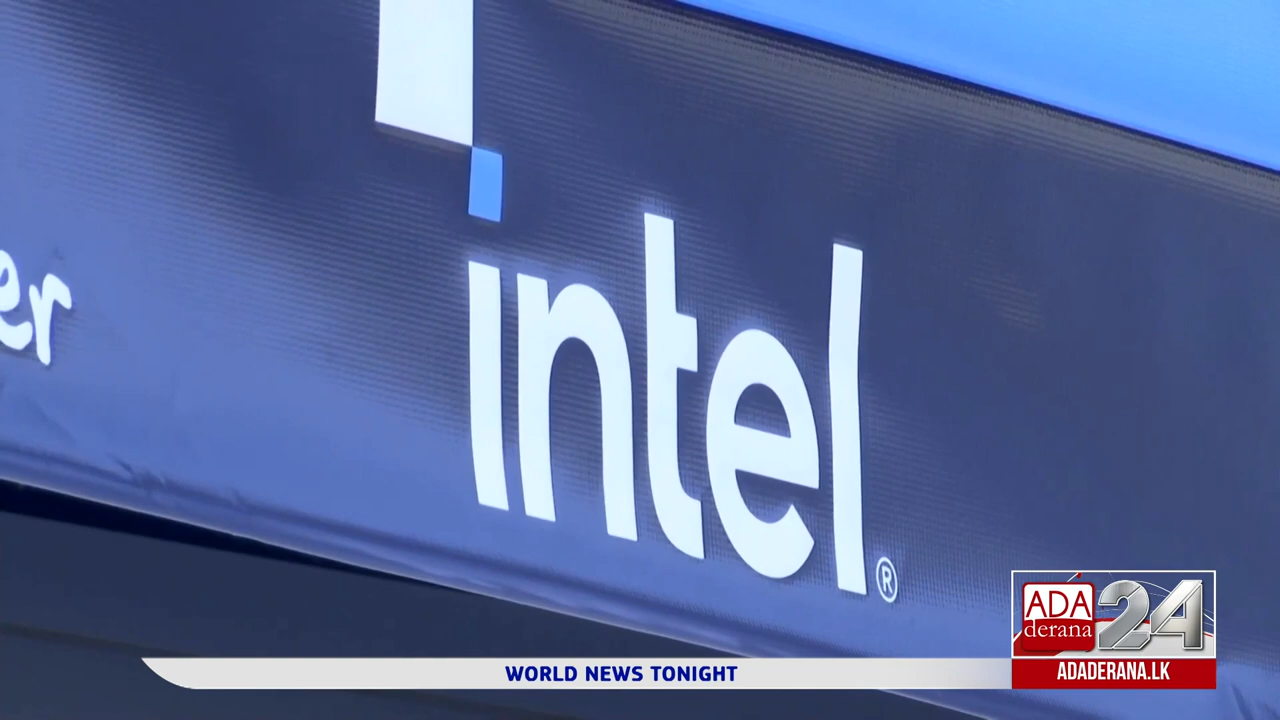 er
intel®
ADA
derana
24
WORLD NEWS TONIGHT
ADADERANA.LK